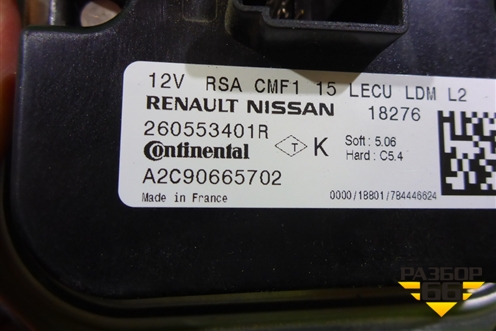 12V RSA CMF1 15 LECU LDM L2
RENAULT NISSAN 18276
260553401R
Continental T K Soft : 5.06
Hard : C5.4
A2C90665702
Made in France 0000/18801/784446624
РАЗБОР
66